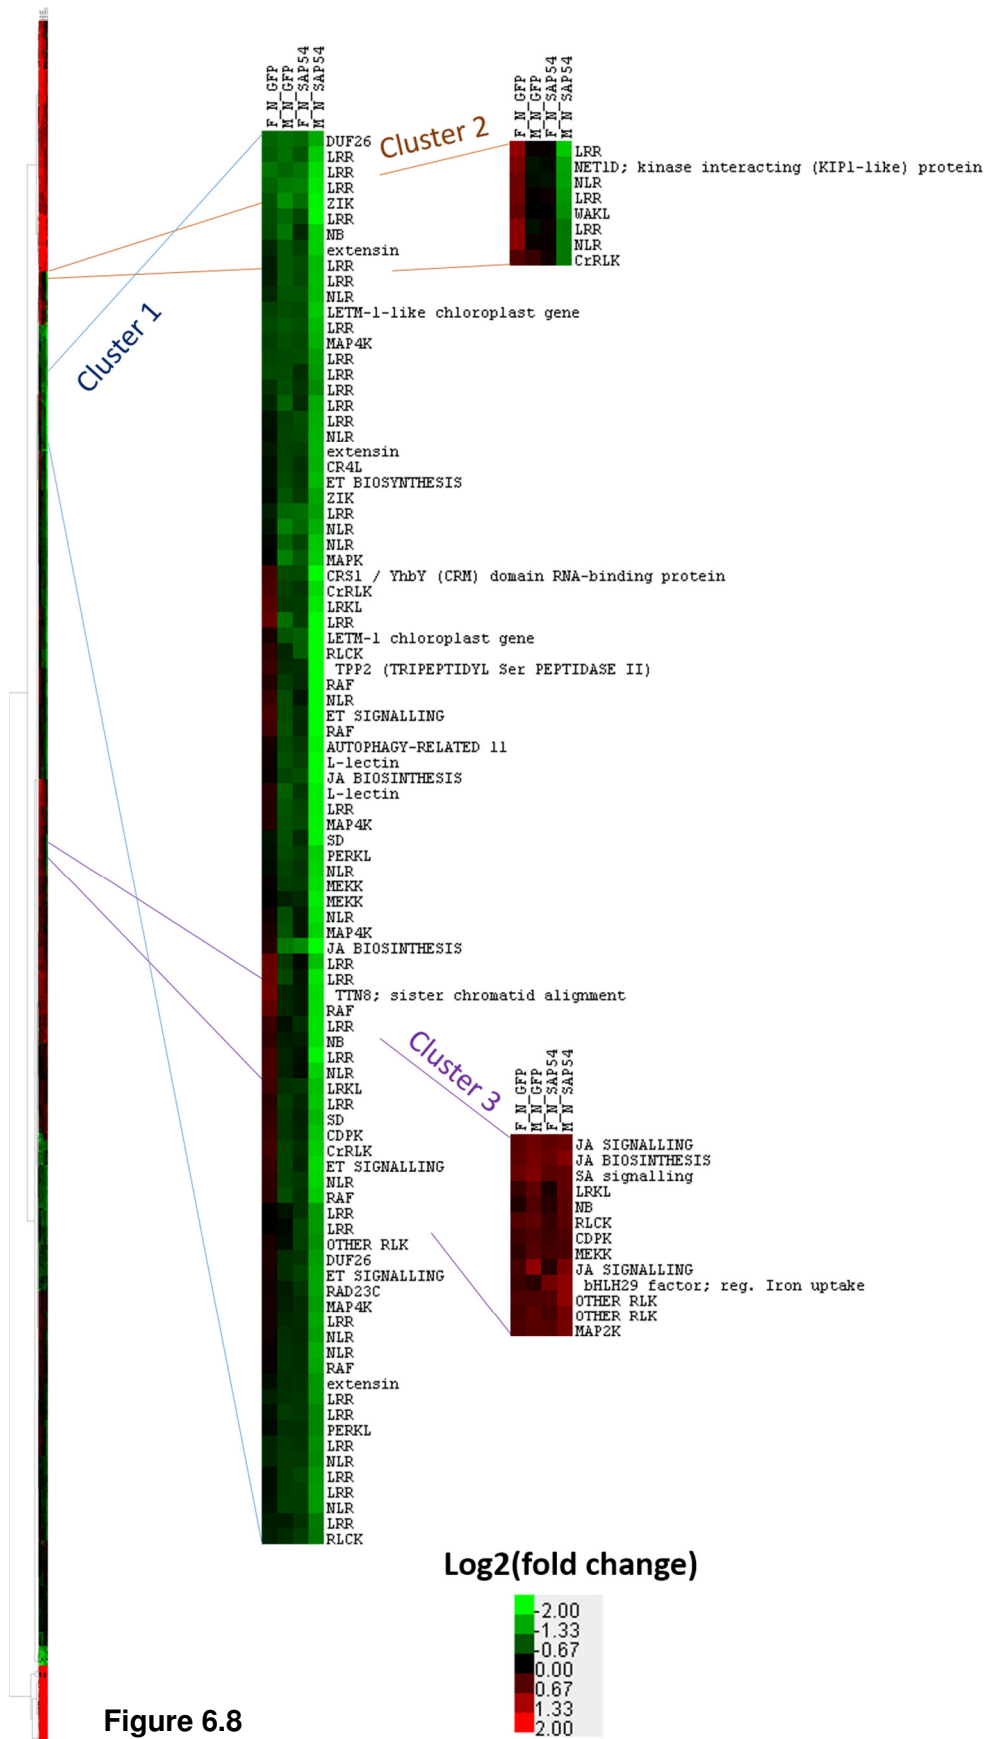 F_N_GFP
M_N_GFP
F_N_SAP54
M_N_SAP54
DUF26
LRR
LRR
LRR
ZIK
LRR
NB
extensin
LRR
LRR
NLR
LETM-1-like chloroplast gene
LRR
MAP4K
LRR
LRR
LRR
LRR
LRR
NLR
extensin
CR4L
ET BIOSYNTHESIS
ZIK
LRR
NLR
NLR
MAPK
CRS1 / YhbY (CRM) domain RNA-binding protein
CrRLK
LRKL
LRR
LETM-1 chloroplast gene
RLCK
TPP2 (TRIPEPTIDYL Ser PEPTIDASE II)
RAF
NLR
ET SIGNALLING
RAF
AUTOPHAGY-RELATED 11
L-lectin
JA BIOSINTHESIS
L-lectin
LRR
MAP4K
SD
PERKL
NLR
MEKK
MEKK
NLR
MAP4K
JA BIOSINTHESIS
LRR
LRR
TTN8; sister chromatid alignment
RAF
LRR
NB
LRR
NLR
LRKL
LRR
SD
CDPK
CrRLK
ET SIGNALLING
NLR
RAF
LRR
LRR
OTHER RLK
DUF26
ET SIGNALLING
RAD23C
MAP4K
LRR
NLR
NLR
RAF
extensin
LRR
LRR
PERKL
LRR
NLR
LRR
LRR
NLR
LRR
RLCK
Cluster 1
Cluster 2
F_N_GFP
M_N_GFP
F_N_SAP54
M_N_SAP54
LRR
NET1D; kinase interacting (KIP1-like) protein
NLR
LRR
WAKL
LRR
NLR
CrRLK
Cluster 3
F_N_GFP
M_N_GFP
F_N_SAP54
M_N_SAP54
JA SIGNALLING
JA BIOSINTHESIS
SA signalling
LRKL
NB
RLCK
CDPK
MEKK
JA SIGNALLING
bHLH29 factor; reg. Iron uptake
OTHER RLK
OTHER RLK
MAP2K
Log2(fold change)
-2.00
-1.33
-0.67
0.00
0.67
1.33
2.00
Figure 6.8